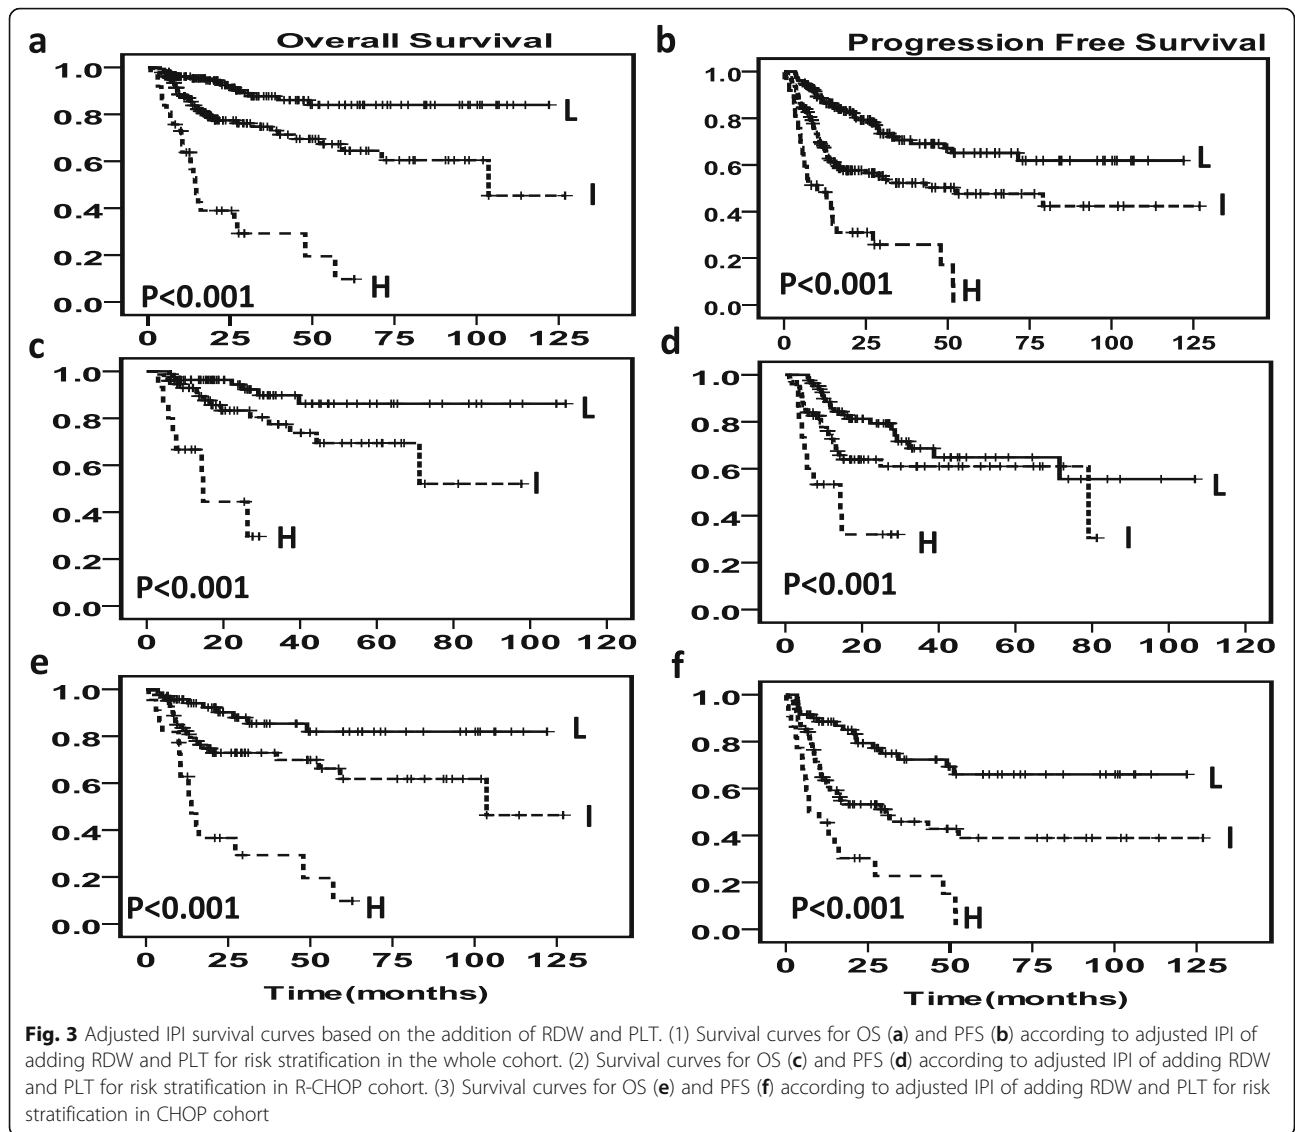 a
Overall Survival
1.0
0.8
0.6
0.4
0.2
0.0
L
I
H
P<0.001
0 25 50 75 100 125
b
Progression Free Survival
1.0
0.8
0.6
0.4
0.2
0.0
L
I
H
P<0.001
0 25 50 75 100 125
c
1.0
0.8
0.6
0.4
0.2
0.0
L
I
H
P<0.001
0 20 40 60 80 100 120
d
1.0
0.8
0.6
0.4
0.2
0.0
L
I
H
P<0.001
0 20 40 60 80 100 120
e
1.0
0.8
0.6
0.4
0.2
0.0
L
I
H
P<0.001
0 25 50 75 100 125
Time(months)
f
1.0
0.8
0.6
0.4
0.2
0.0
L
I
H
P<0.001
0 25 50 75 100 125
Time(months)
Fig. 3 Adjusted IPI survival curves based on the addition of RDW and PLT. (1) Survival curves for OS (a) and PFS (b) according to adjusted IPI of
adding RDW and PLT for risk stratification in the whole cohort. (2) Survival curves for OS (c) and PFS (d) according to adjusted IPI of adding RDW
and PLT for risk stratification in R-CHOP cohort. (3) Survival curves for OS (e) and PFS (f) according to adjusted IPI of adding RDW and PLT for risk
stratification in CHOP cohort